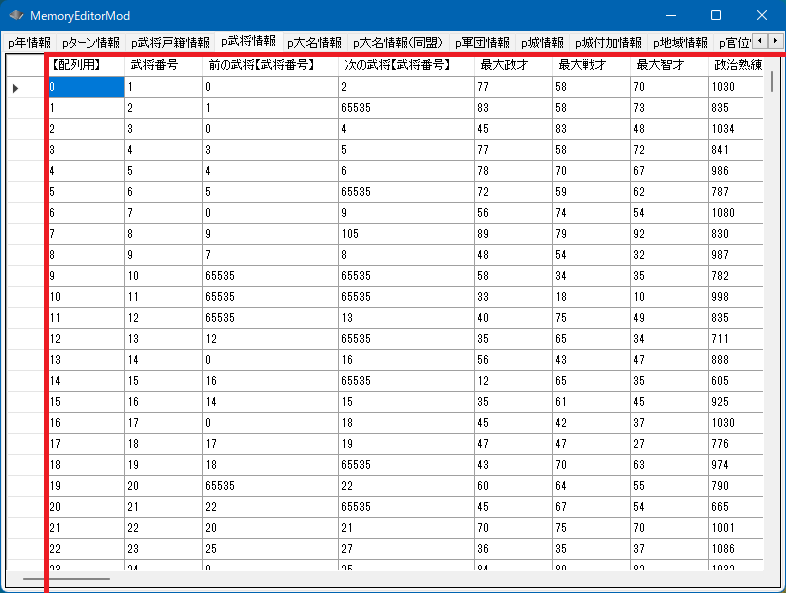 MemoryEditorMod
p年情報 pターン情報 p武将戸籍情報 p武将情報 p大名情報 p大名情報(同盟) p軍団情報 p城情報 p城付加情報 p地域情報 p官位
【配列用】 武将番号 前の武将【武将番号】 次の武将【武将番号】 最大政才 最大戦才 最大智才 政治熟練
0 1 0 2 77 58 70 1030
1 2 1 65535 83 58 73 835
2 3 0 4 45 83 48 1034
3 4 3 5 77 58 72 841
4 5 4 6 78 70 67 986
5 6 5 65535 72 59 62 787
6 7 0 9 56 74 54 1080
7 8 9 105 89 79 92 830
8 9 7 8 48 54 32 987
9 10 65535 65535 58 34 35 782
10 11 65535 65535 33 18 10 998
11 12 65535 13 40 75 49 835
12 13 12 65535 35 65 34 711
13 14 0 16 56 43 47 888
14 15 16 65535 12 65 35 605
15 16 14 15 35 61 45 925
16 17 0 18 45 42 37 1030
17 18 17 19 47 47 27 776
18 19 18 65535 43 70 63 974
19 20 65535 22 60 64 55 790
20 21 22 65535 45 67 54 665
21 22 20 21 70 75 70 1001
22 23 25 27 36 35 37 1086
23 24 0 25 84 80 82 1032